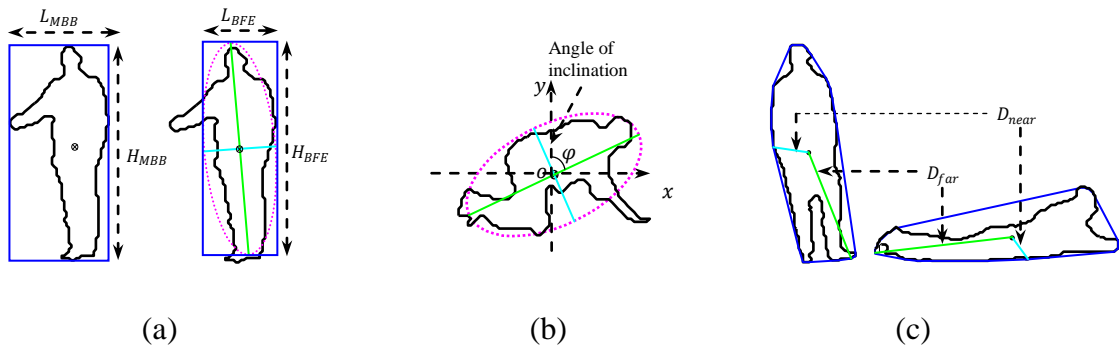 L_MBB
H_MBB
L_BFE
H_BFE
(a)
Angle of
inclination
y
φ
o
x
(b)
D_near
D_far
(c)